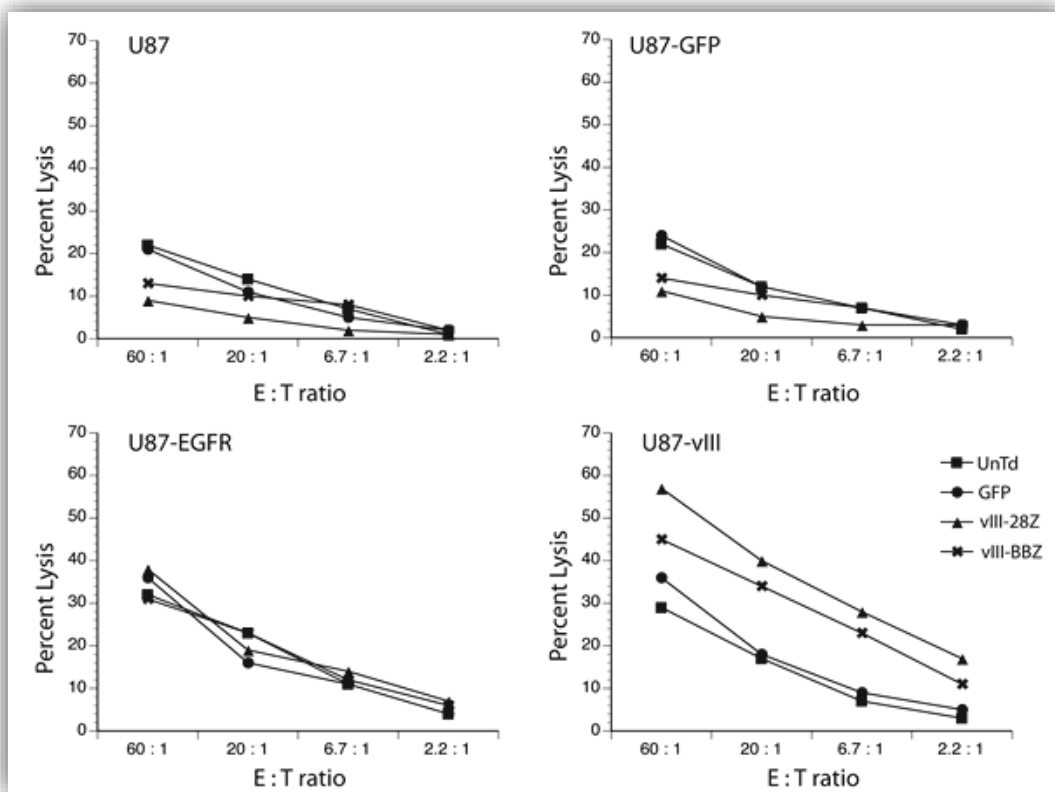 U87
70
60
50
40
30
20
10
0
Percent Lysis
60 : 1 20 : 1 6.7 : 1 2.2 : 1
E : T ratio
U87-GFP
70
60
50
40
30
20
10
0
Percent Lysis
60 : 1 20 : 1 6.7 : 1 2.2 : 1
E : T ratio
U87-EGFR
70
60
50
40
30
20
10
0
Percent Lysis
60 : 1 20 : 1 6.7 : 1 2.2 : 1
E : T ratio
U87-vIII
70
60
50
40
30
20
10
0
Percent Lysis
60 : 1 20 : 1 6.7 : 1 2.2 : 1
E : T ratio
UnTd
GFP
vIII-28Z
vIII-BBZ